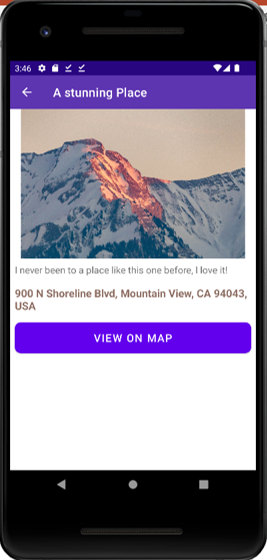 3:46
A stunning Place
I never been to a place like this one before, I love it!
900 N Shoreline Blvd, Mountain View, CA 94043,
USA
VIEW ON MAP